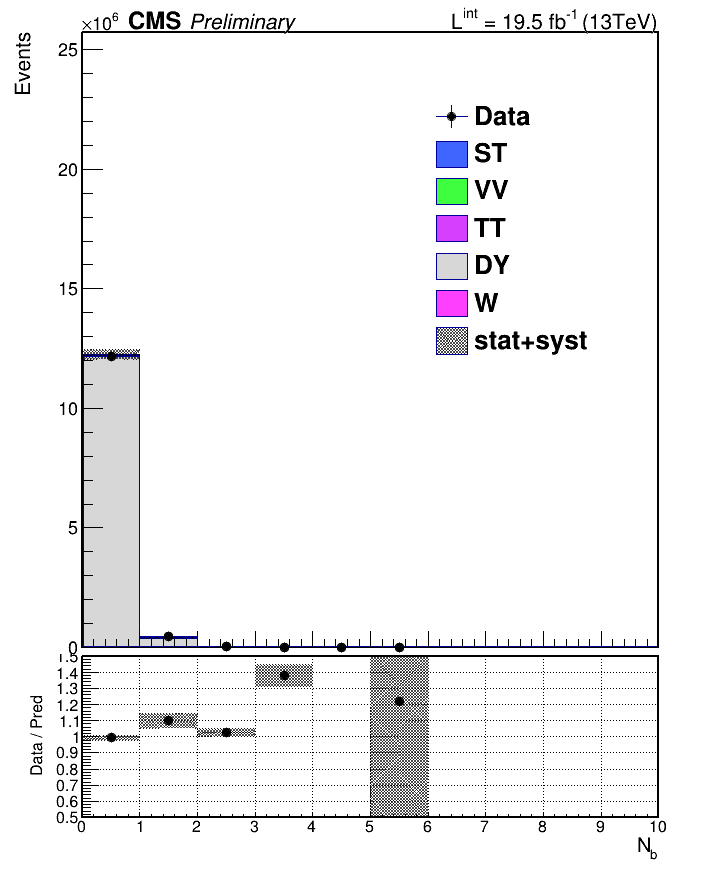 ×10⁶ CMS Preliminary L^int = 19.5 fb⁻¹ (13TeV)
Events
25
20
15
10
5
0
Data
ST
VV
TT
DY
W
stat+syst
Data / Pred
1.5
1.4
1.3
1.2
1.1
1
0.9
0.8
0.7
0.6
0.5
0 1 2 3 4 5 6 7 8 9 10
N_b